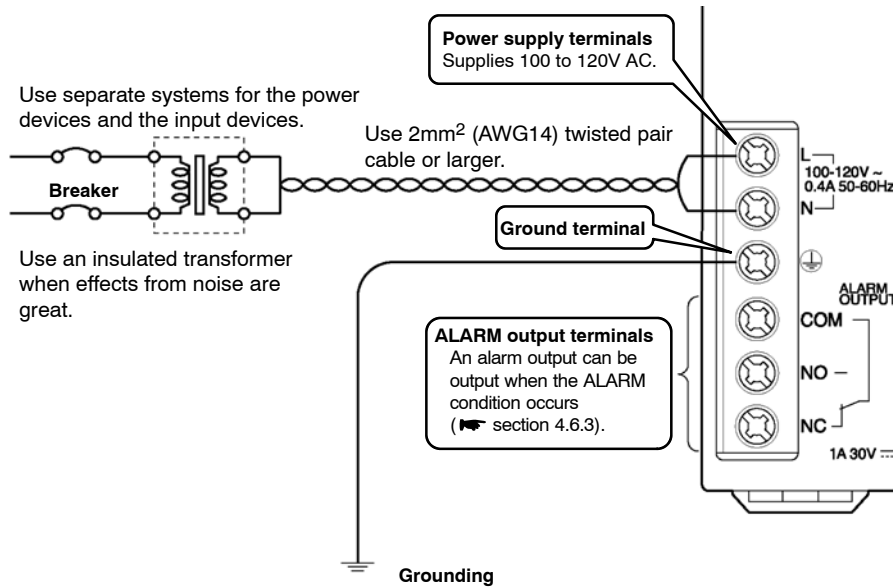 Power supply terminals
Supplies 100 to 120V AC.
Use separate systems for the power
devices and the input devices.
Use 2mm² (AWG14) twisted pair
cable or larger.
Breaker
L
100-120V ~
0.4A 50-60Hz
N
Ground terminal
Use an insulated transformer
when effects from noise are
great.
ALARM
OUTPUT
COM
ALARM output terminals
An alarm output can be
output when the ALARM
condition occurs
( section 4.6.3).
NO
NC
1A 30V
Grounding